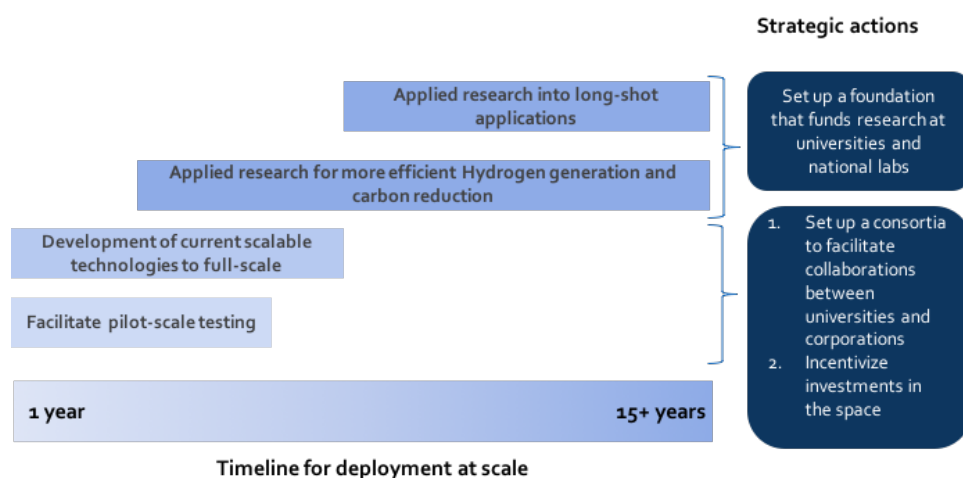 Strategic actions
Applied research into long-shot
applications
Applied research for more efficient Hydrogen generation and
carbon reduction
Development of current scalable
technologies to full-scale
Facilitate pilot-scale testing
1 year
15+ years
Timeline for deployment at scale
Set up a foundation
that funds research at
universities and
national labs
1. Set up a consortia
to facilitate
collaborations
between
universities and
corporations
2. Incentivize
investments in
the space